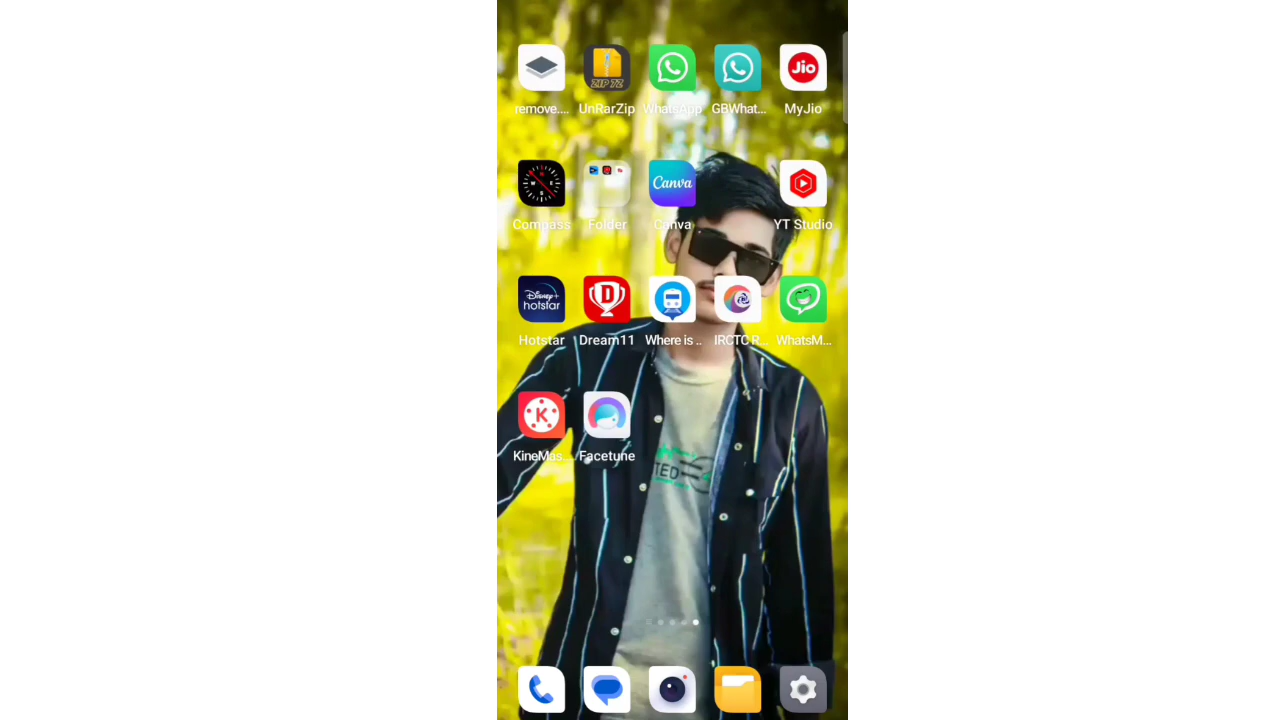 ZIP 7Z
Jio
remove....
UnRarZip
WhatsApp
GBWhat...
MyJio
N
W
E
S
Canva
Compass
Folder
Canva
YT Studio
Disney+
hotstar
D
Hotstar
Dream11
Where is ..
IRCTC R...
WhatsM...
K
KineMas...
Facetune
TED